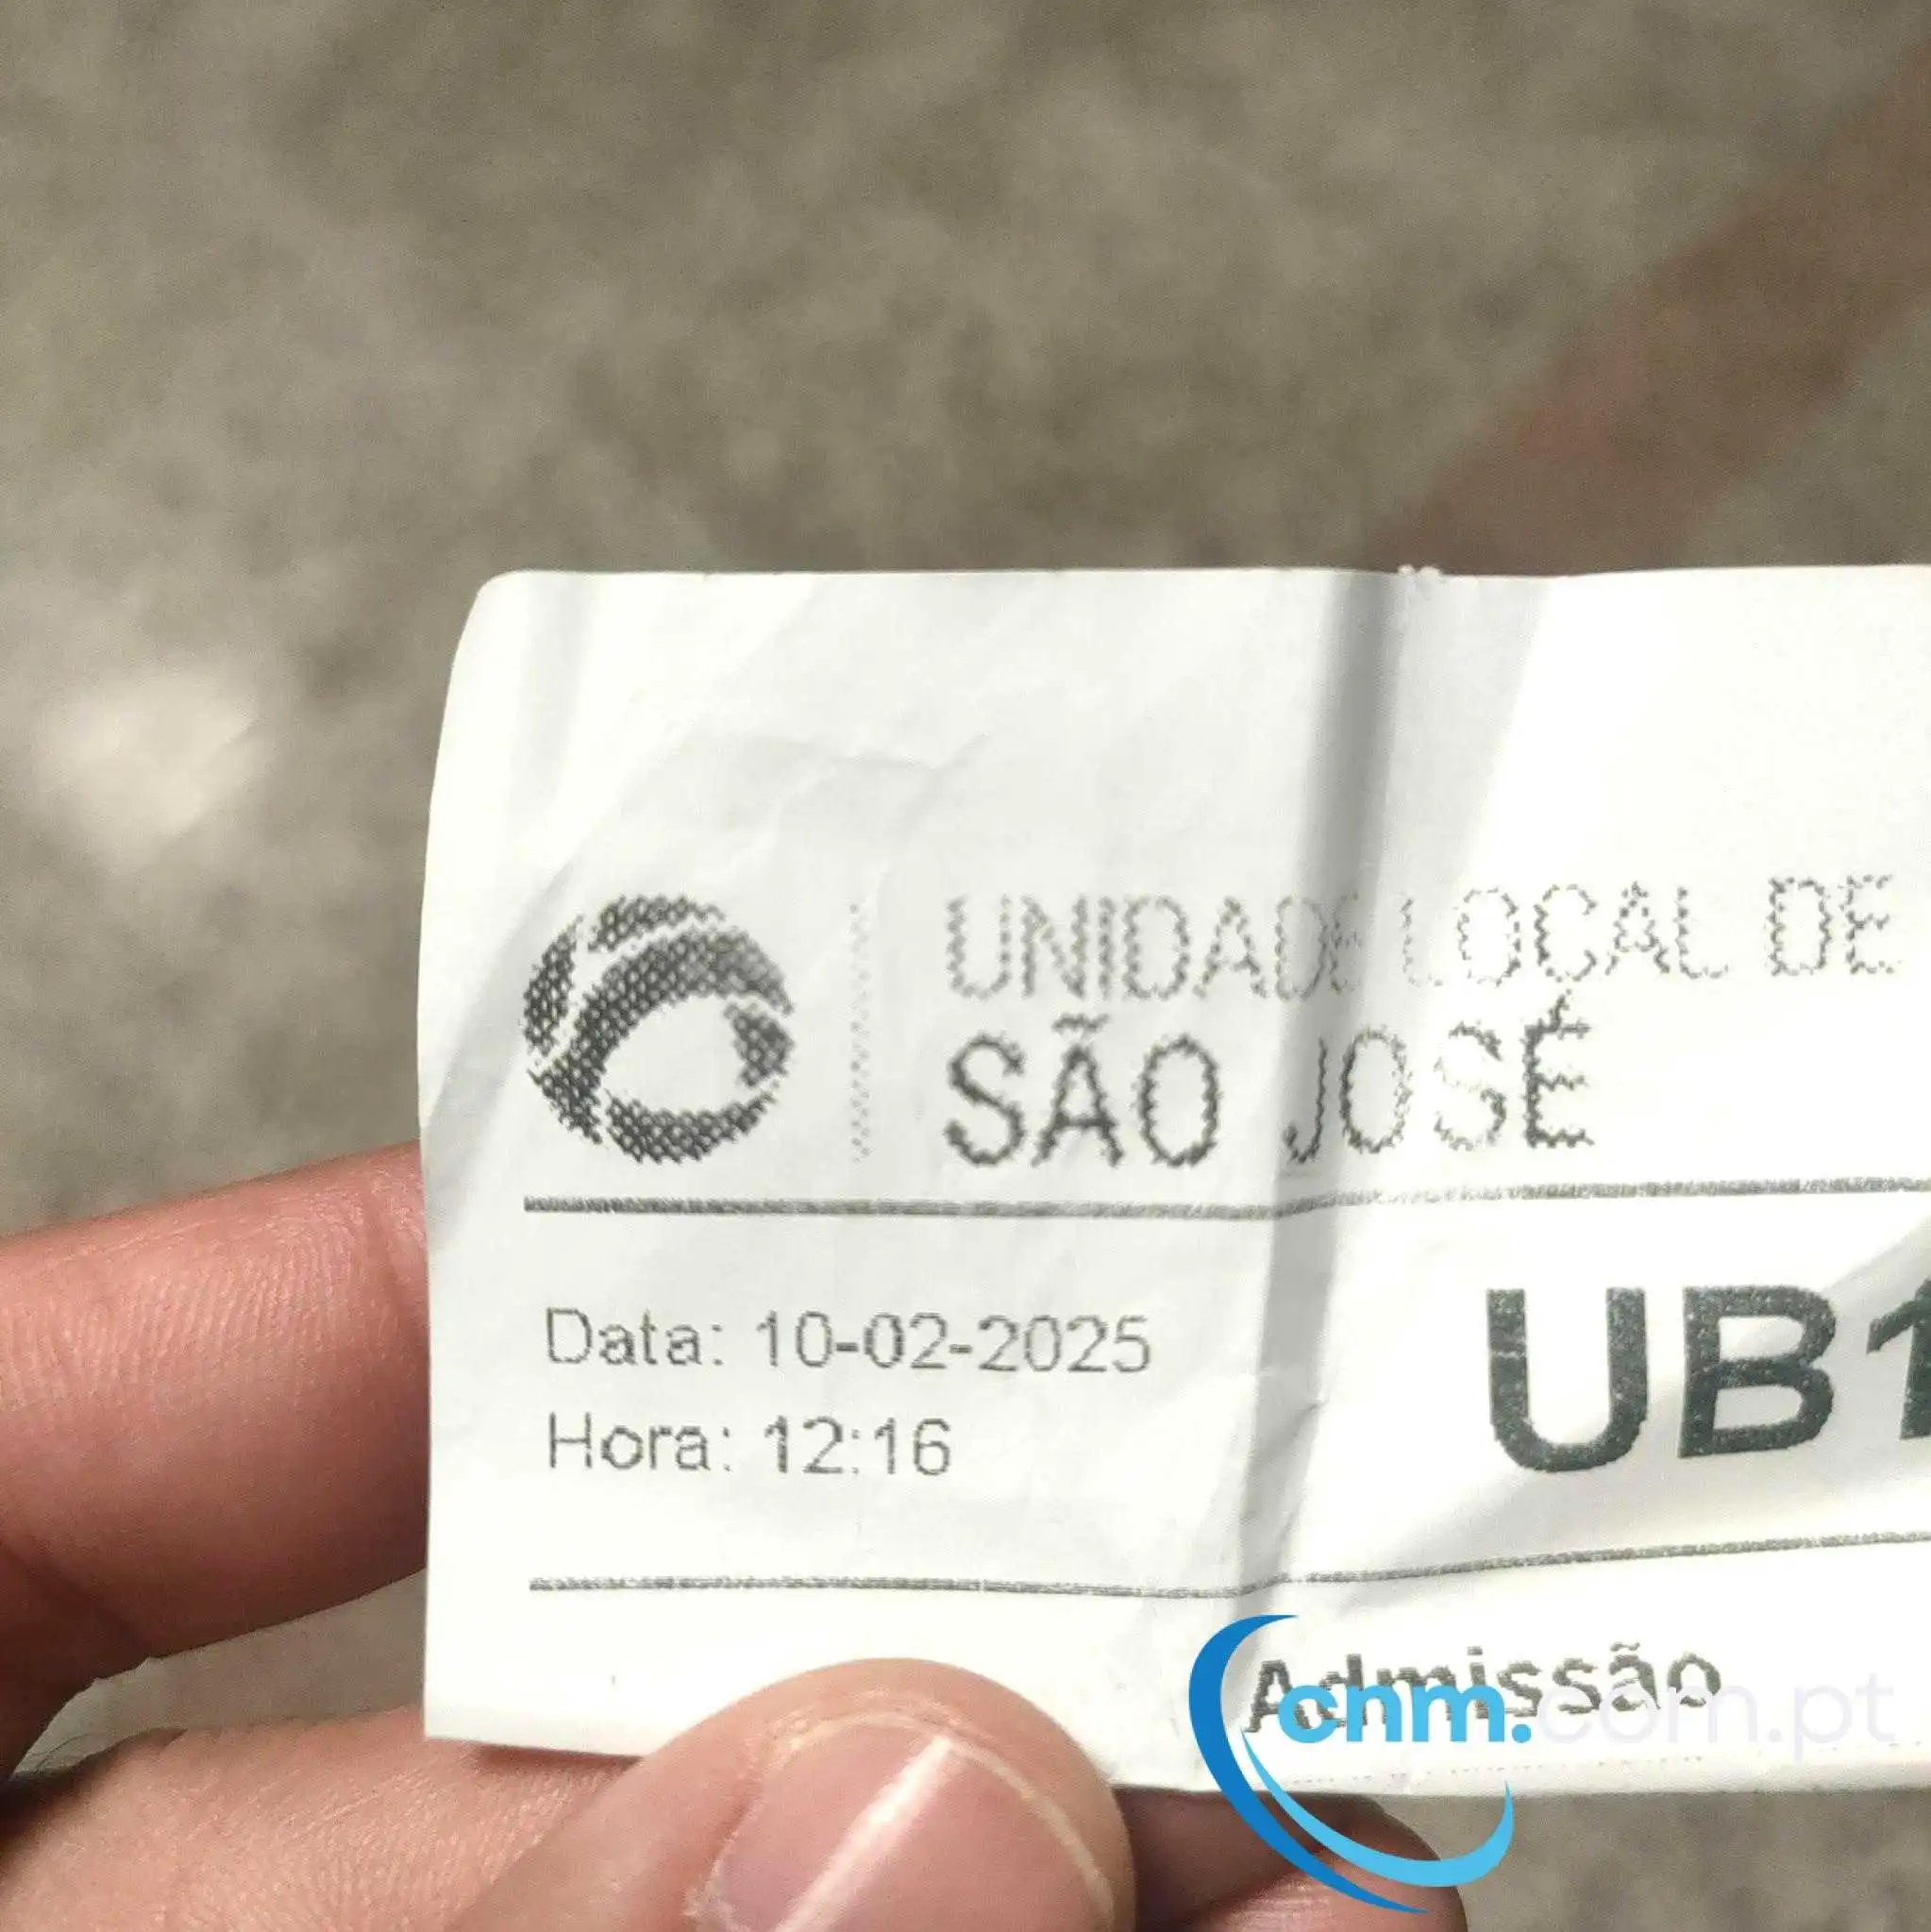 UNIDADE LOCAL DE
SÃO JOSÉ
Data: 10-02-2025
Hora: 12:16
UB1
Admissão
cnm.com.pt